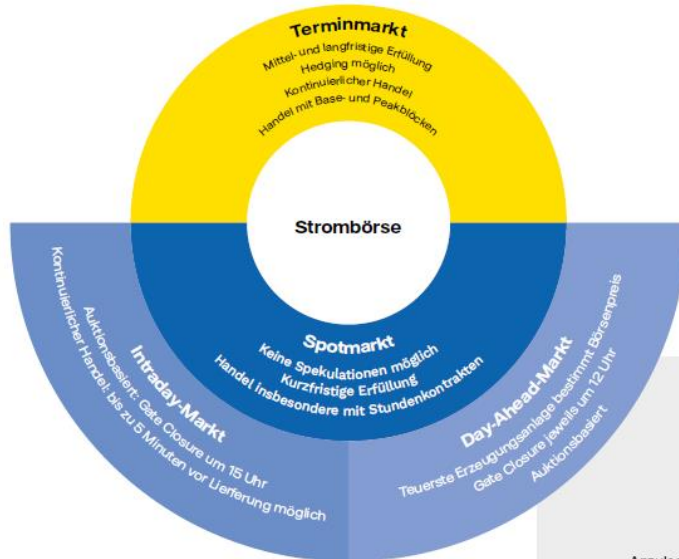 Terminmarkt
Mittel- und langfristige Erfüllung
Hedging möglich
Kontinuierlicher Handel
Handel mit Base- und Peakblöcken
Strombörse
Spotmarkt
Keine Spekulationen möglich
Kurzfristige Erfüllung
Handel insbesondere mit Stundenkontrakten
Intraday-Markt
Auktionsbasiert: Gate Closure um 15 Uhr
Kontinuierlicher Handel: bis zu 5 Minuten vor Lierferung möglich
Day-Ahead-Markt
Teuerste Erzeugungsanlage bestimmt Börsenpreis
Gate Closure jeweils um 12 Uhr
Auktionsbasiert